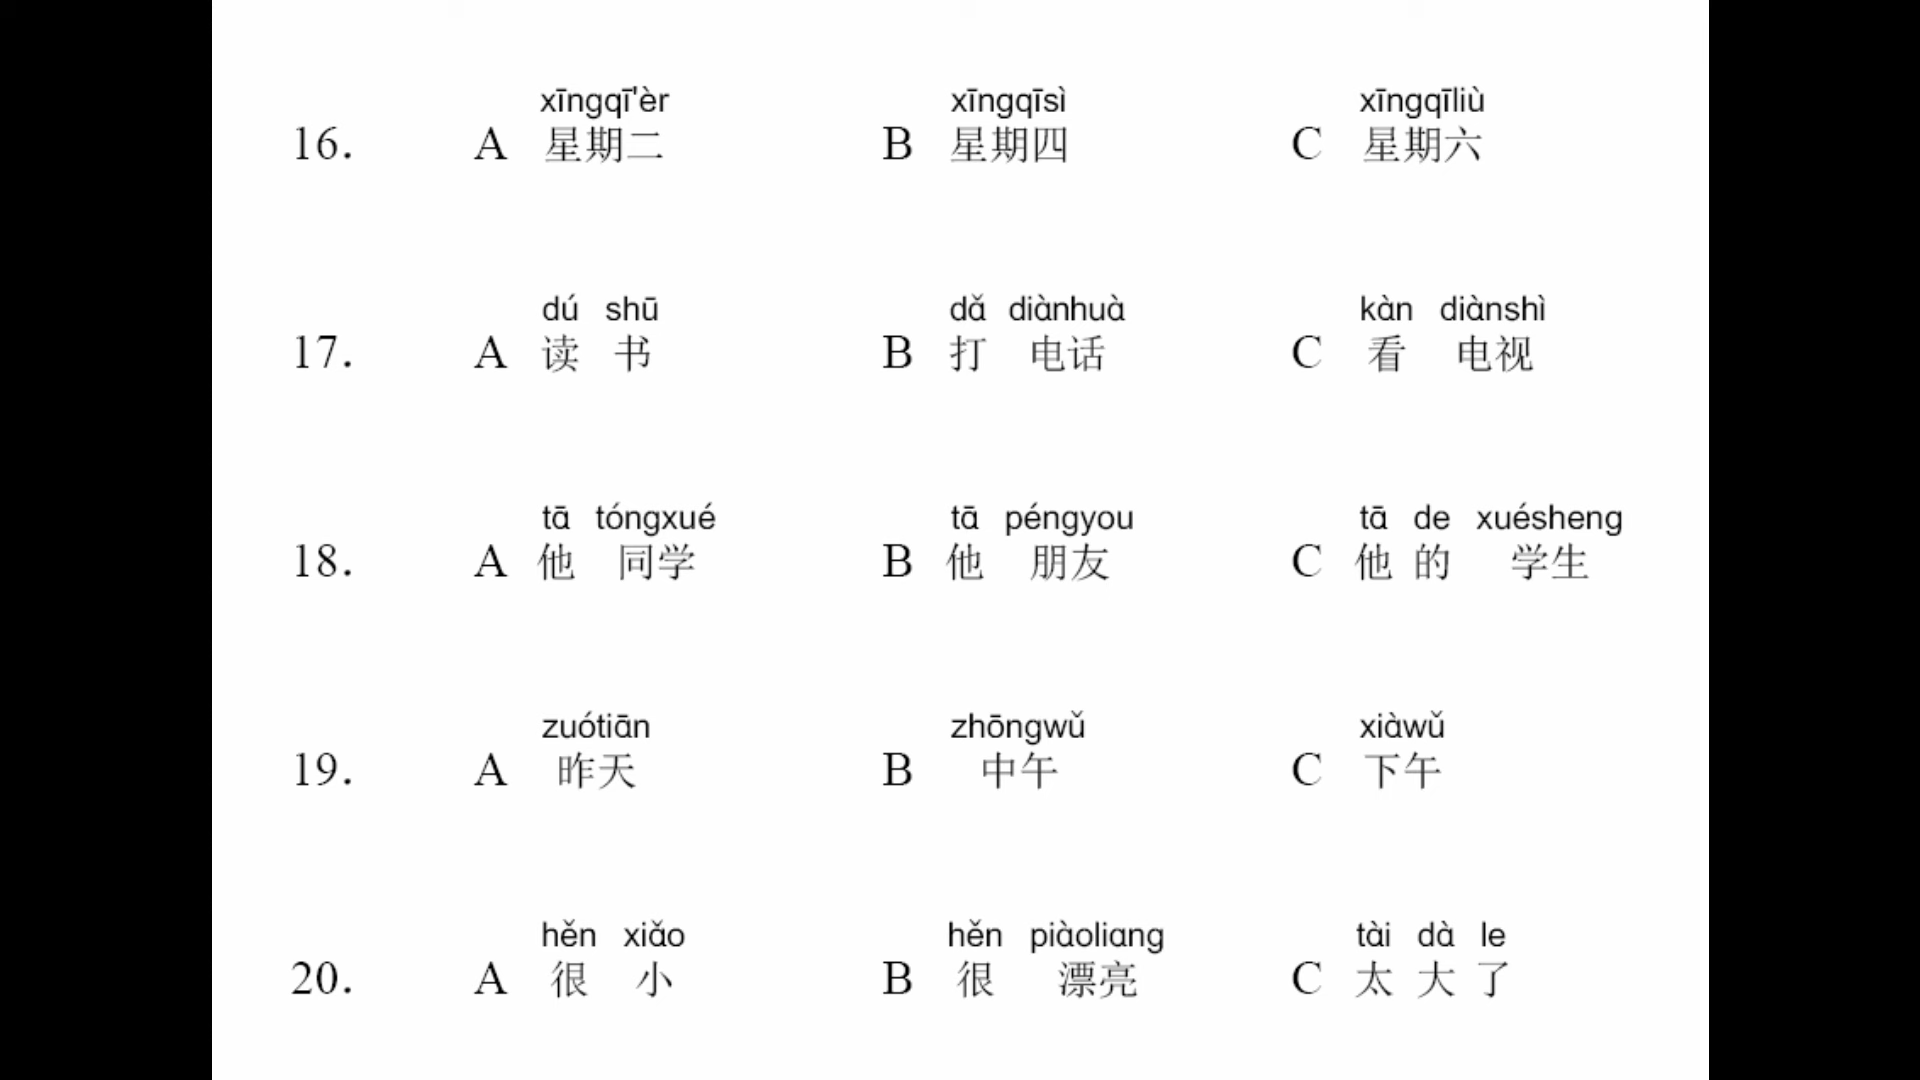 xīngqī'èr xīngqīsì xīngqīliù
16. A 星期二 B 星期四 C 星期六
dú shū dǎ diànhuà kàn diànshì
17. A 读 书 B 打 电话 C 看 电视
tā tóngxué tā péngyou tā de xuésheng
18. A 他 同学 B 他 朋友 C 他 的 学生
zuótiān zhōngwǔ xiàwǔ
19. A 昨天 B 中午 C 下午
hěn xiǎo hěn piàoliang tài dà le
20. A 很 小 B 很 漂亮 C 太 大 了